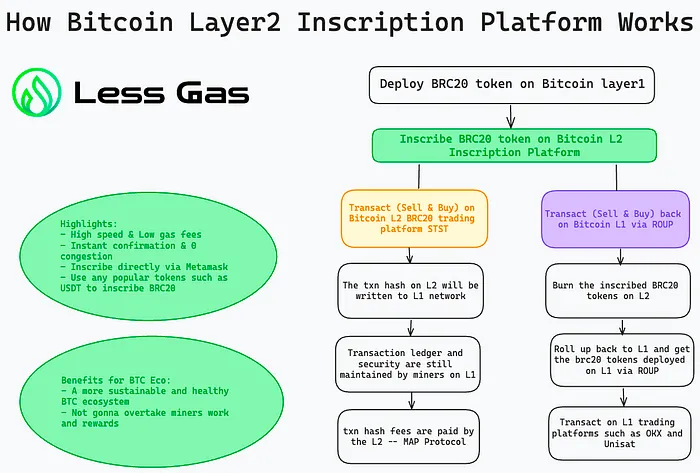 How Bitcoin Layer2 Inscription Platform Works
Less Gas
Deploy BRC20 token on Bitcoin layer1
Inscribe BRC20 token on Bitcoin L2
Inscription Platform
Highlights:
- High speed & Low gas fees
- Instant confirmation & 0
congestion
- Inscribe directly via Metamask
- Use any popular tokens such as
USDT to inscribe BRC20
Benefits for BTC Eco:
- A more sustainable and healthy
BTC ecosystem
- Not gonna overtake miners work
and rewards
Transact (Sell & Buy) on
Bitcoin L2 BRC20 trading
platform STST
The txn hash on L2 will be
written to L1 network
Transaction ledger and
security are still
maintained by miners on L1
txn hash fees are paid by
the L2 -- MAP Protocol
Transact (Sell & Buy) back
on Bitcoin L1 via ROUP
Burn the inscribed BRC20
tokens on L2
Roll up back to L1 and get
the brc20 tokens deployed
on L1 via ROUP
Transact on L1 trading
platforms such as OKX and
Unisat